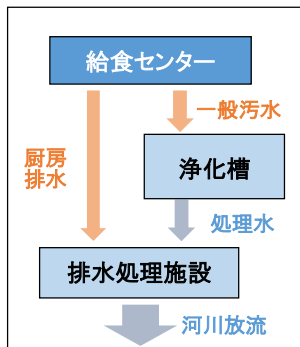 給食センター
一般汚水
厨房
排水
浄化槽
処理水
排水処理施設
河川放流